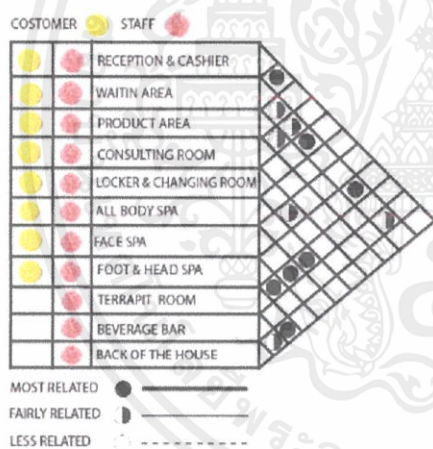 COSTOMER STAFF
RECEPTION & CASHIER
WAITIN AREA
PRODUCT AREA
CONSULTING ROOM
LOCKER & CHANGING ROOM
ALL BODY SPA
FACE SPA
FOOT & HEAD SPA
TERRAPIT ROOM
BEVERAGE BAR
BACK OF THE HOUSE
MOST RELATED
FAIRLY RELATED
LESS RELATED